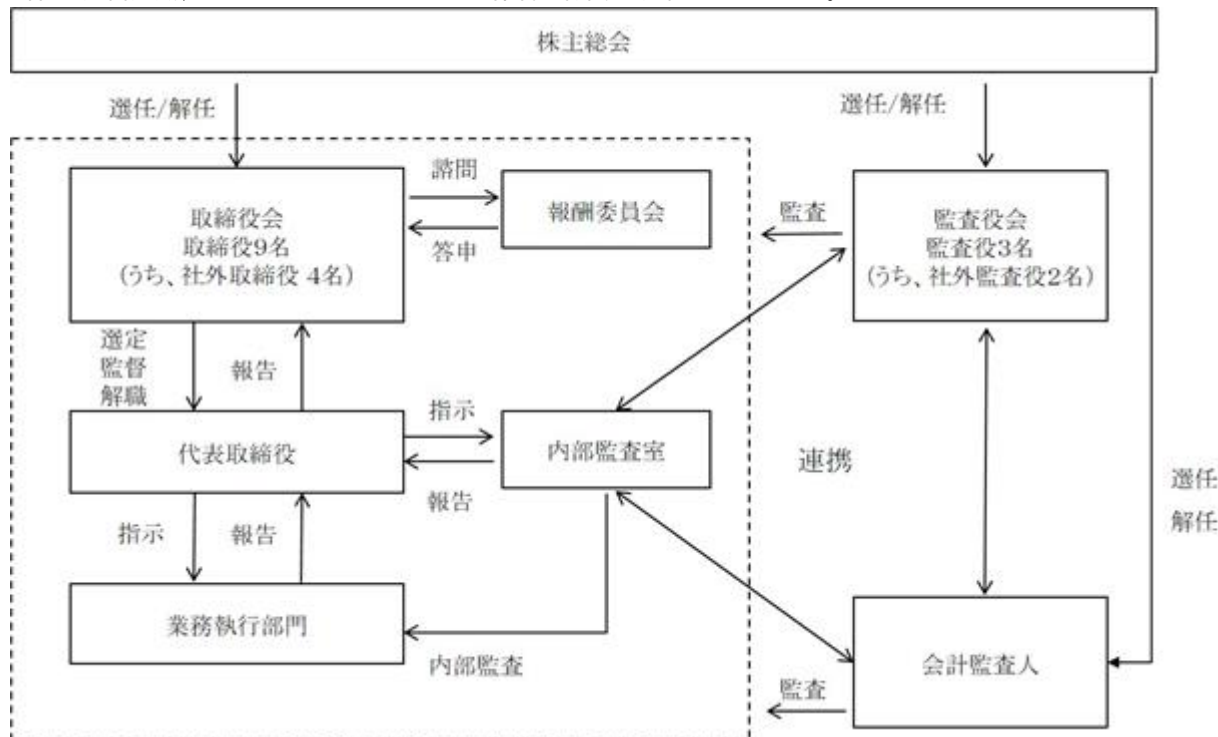 株主総会
選任/解任
選任/解任
取締役会
取締役9名
(うち、社外取締役 4名)
諮問
答申
報酬委員会
監査
監査役会
監査役3名
(うち、社外監査役2名)
選定
監督
解職
報告
代表取締役
指示
報告
内部監査室
連携
選任
解任
指示
報告
業務執行部門
内部監査
監査
会計監査人